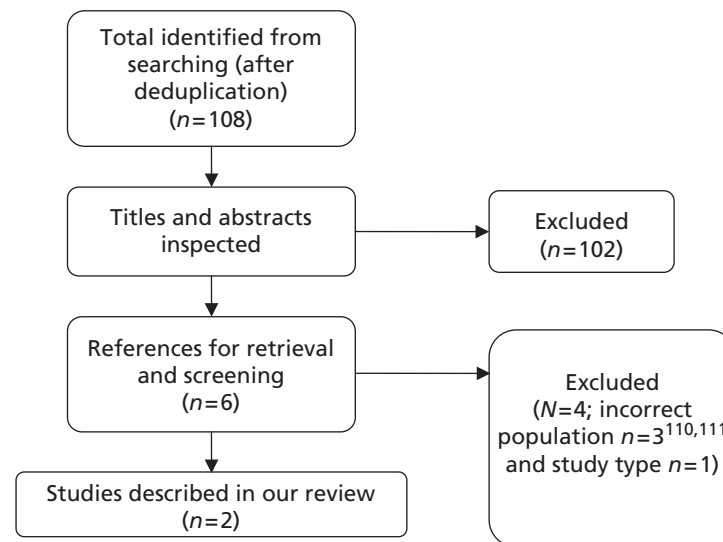 Total identified from
searching (after
deduplication)
(n=108)
Titles and abstracts
inspected
Excluded
(n=102)
References for retrieval
and screening
(n=6)
Excluded
(N=4; incorrect
population n=3110,111
and study type n=1)
Studies described in our review
(n=2)